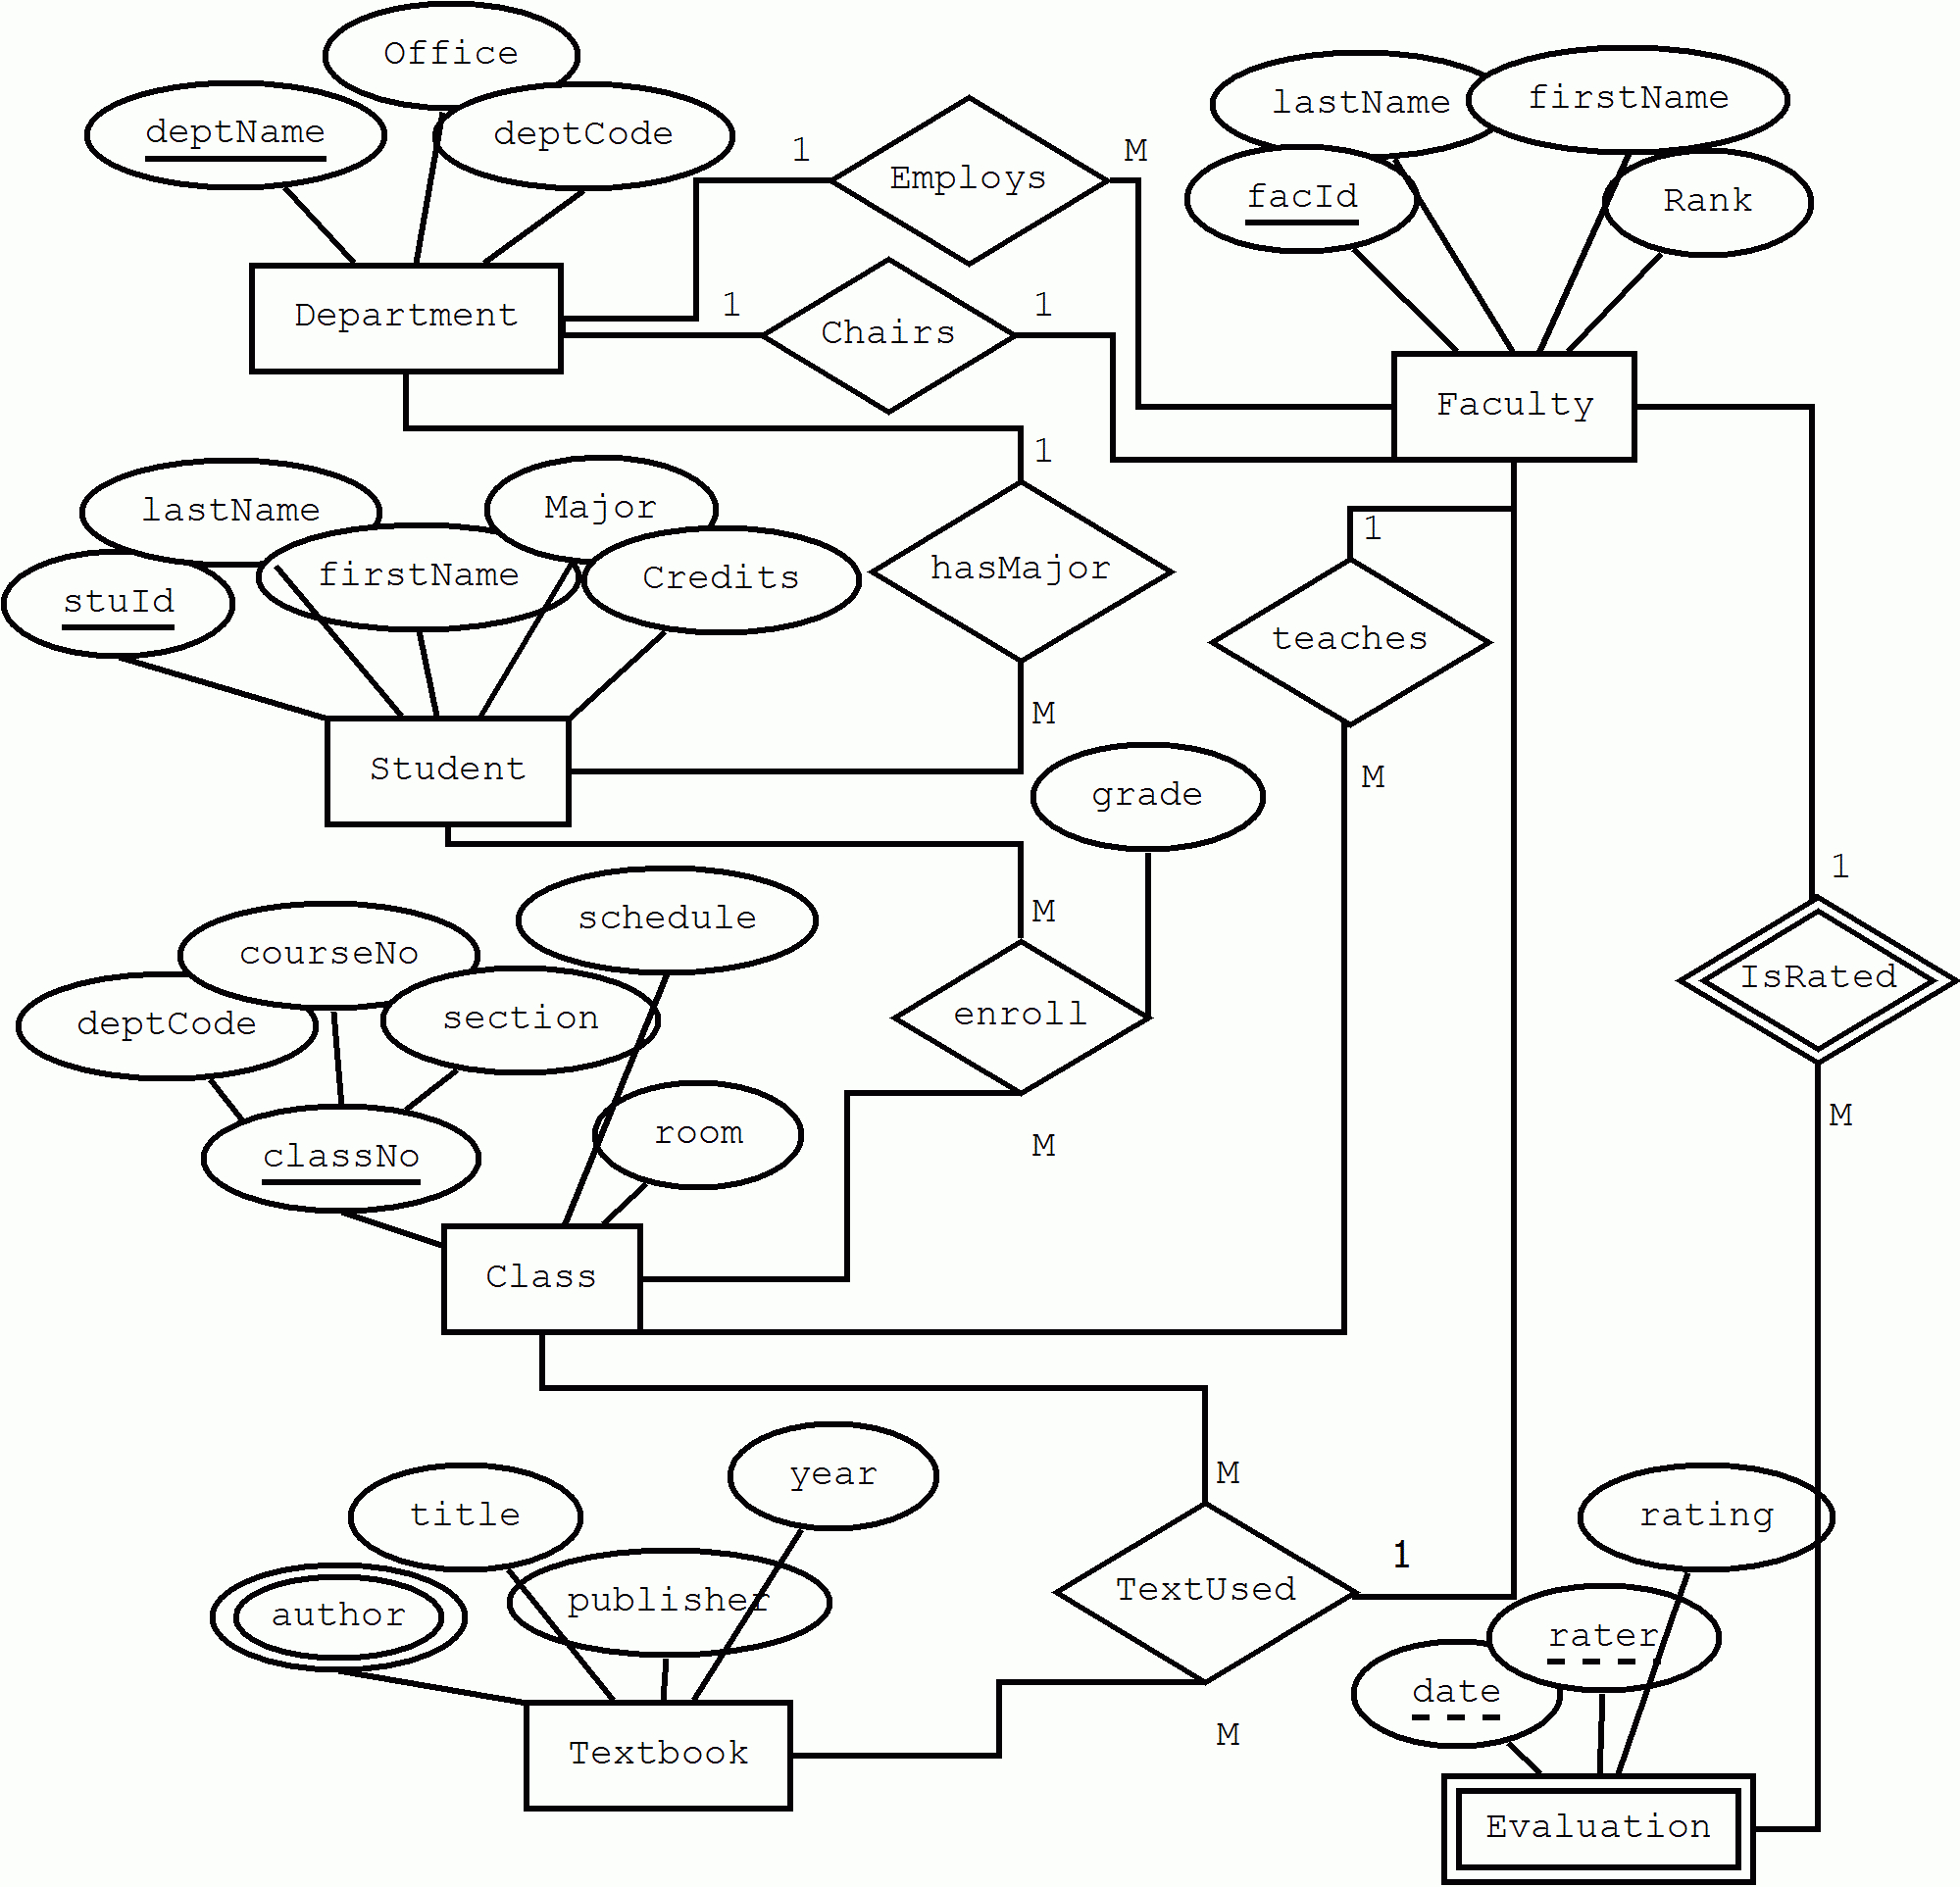 Office
deptName
deptCode
lastName
firstName
facId
Rank
1
Employs
M
Department
1
Chairs
1
Faculty
1
lastName
Major
firstName
Credits
stuId
hasMajor
1
teaches
M
Student
M
grade
1
M
schedule
courseNo
deptCode
section
enroll
IsRated
M
M
room
classNo
Class
year
M
title
rating
1
author
publisher
TextUsed
rater
date
M
Textbook
Evaluation